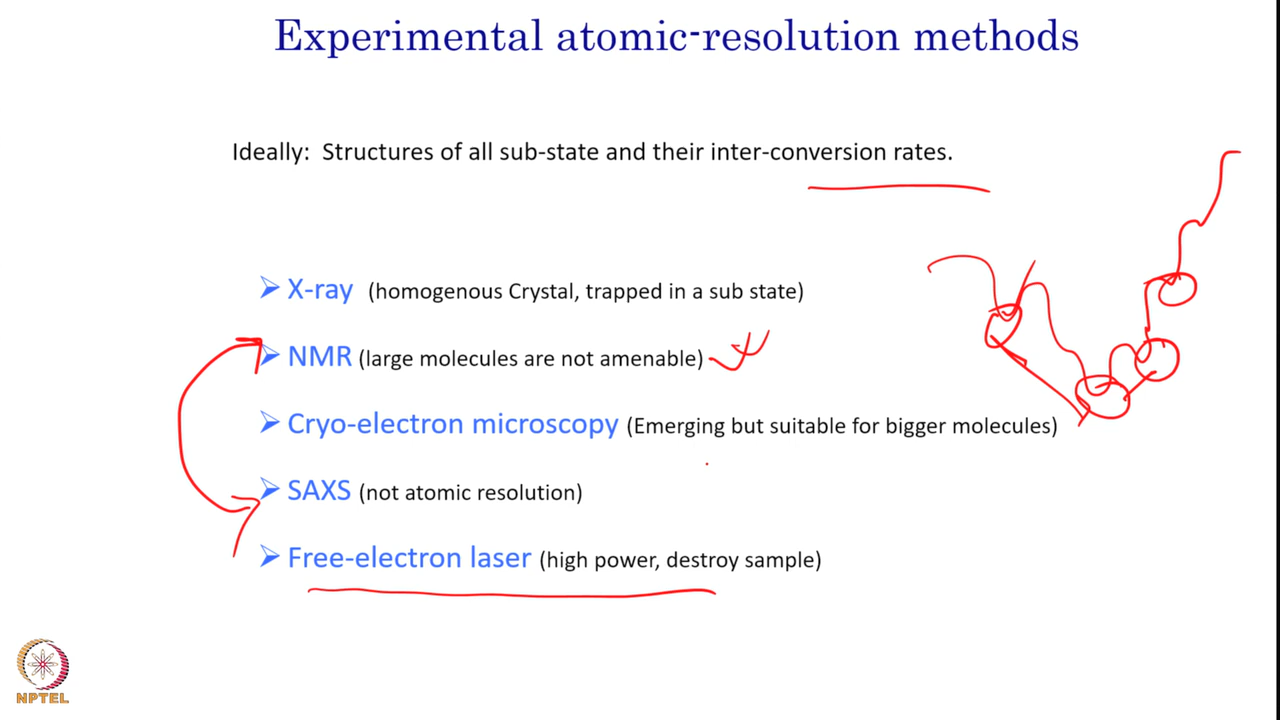 Experimental atomic-resolution methods
Ideally: Structures of all sub-state and their inter-conversion rates.
X-ray (homogenous Crystal, trapped in a sub state)
NMR (large molecules are not amenable)
Cryo-electron microscopy (Emerging but suitable for bigger molecules)
SAXS (not atomic resolution)
Free-electron laser (high power, destroy sample)
NPTEL